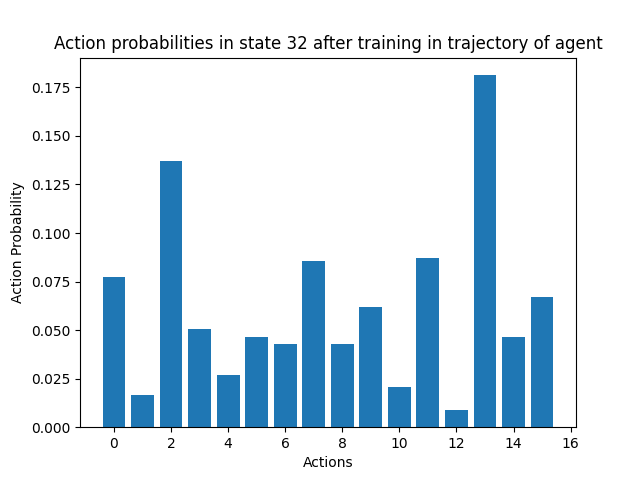 Action probabilities in state 32 after training in trajectory of agent
Action Probability
0.175
0.150
0.125
0.100
0.075
0.050
0.025
0.000
0 2 4 6 8 10 12 14 16
Actions